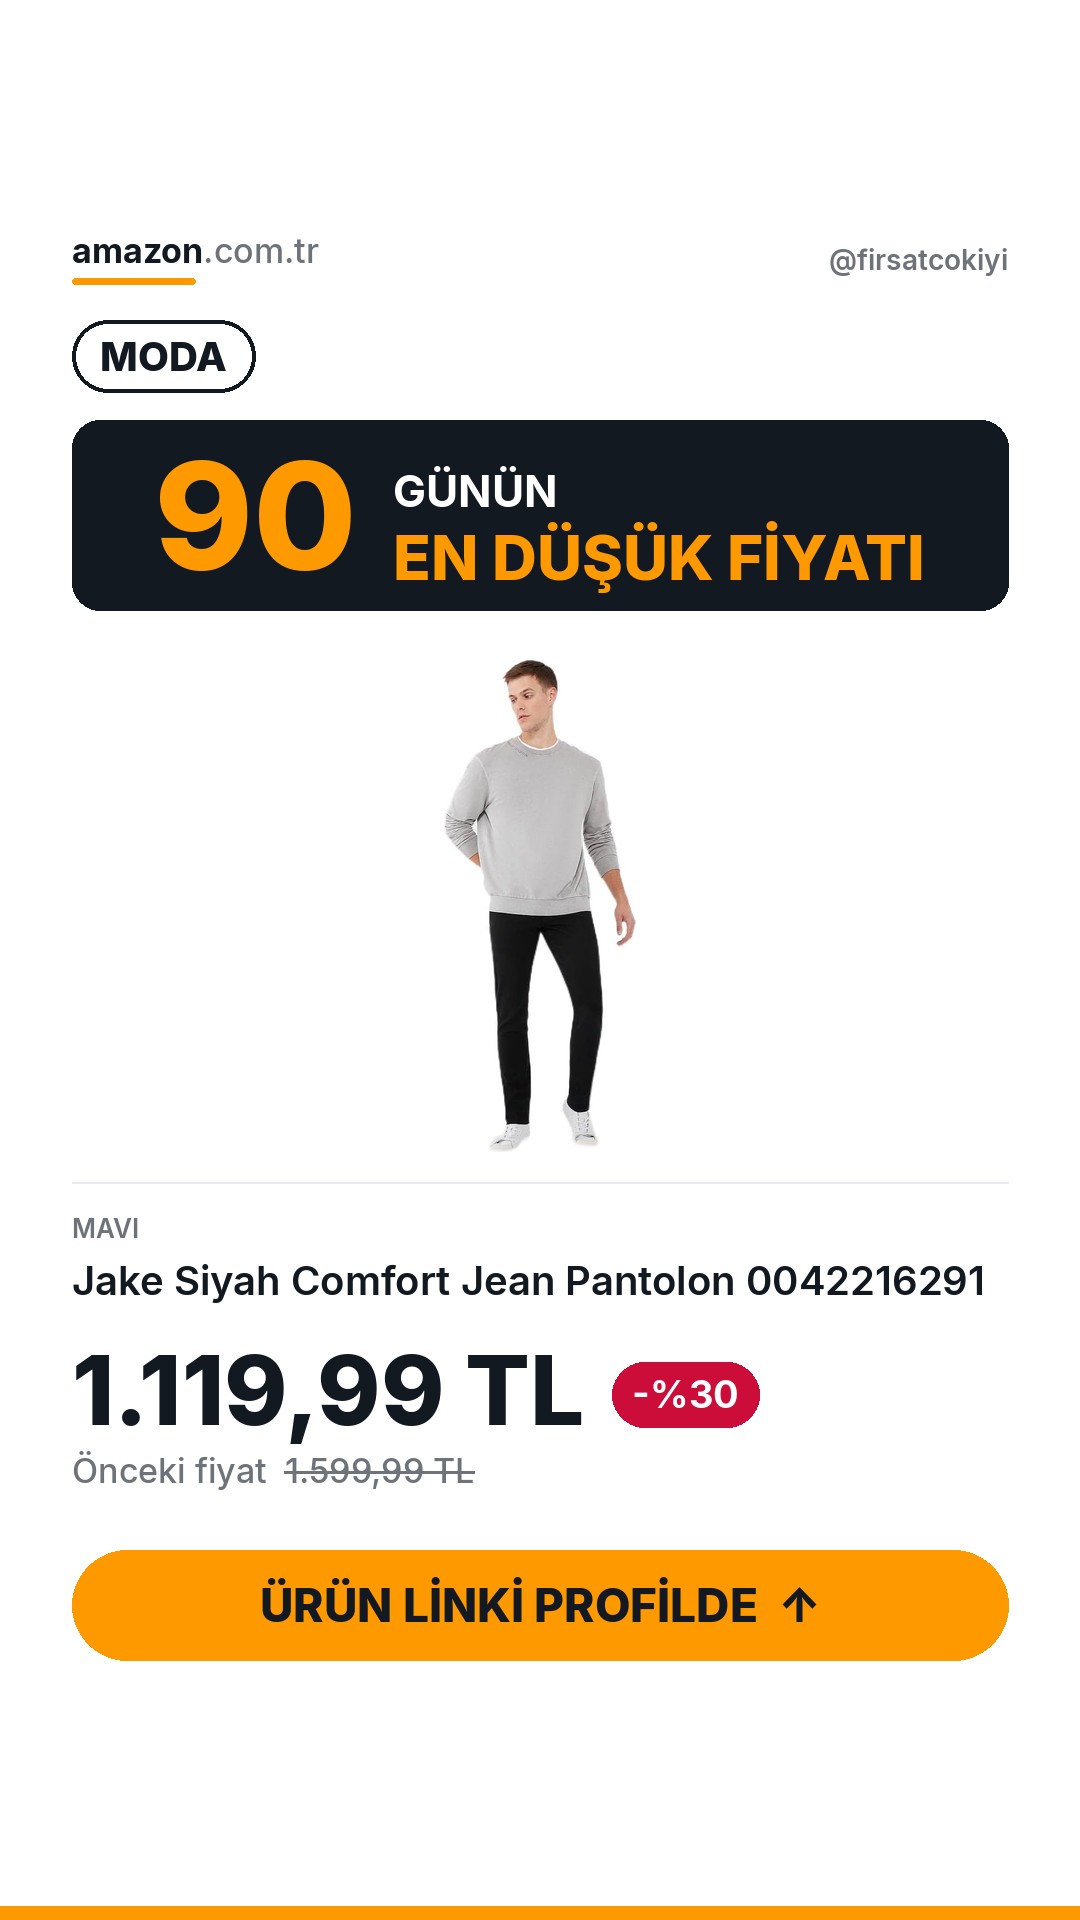 amazon.com.tr
@firsatcokiyi
MODA
90 GÜNÜN
EN DÜŞÜK FİYATI
MAVI
Jake Siyah Comfort Jean Pantolon 0042216291
1.119,99 TL -%30
Önceki fiyat 1.599,99 TL
ÜRÜN LİNKİ PROFİLDE ↑